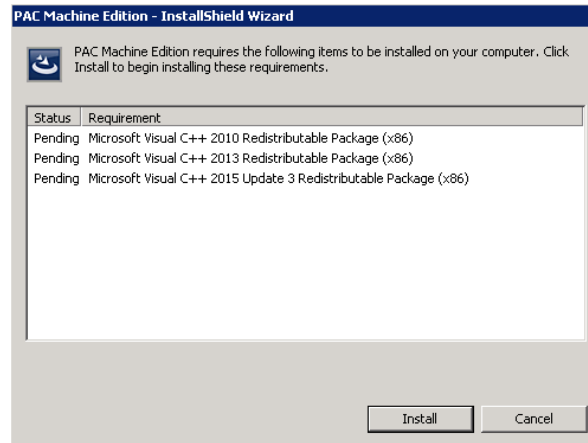 PAC Machine Edition - InstallShield Wizard
PAC Machine Edition requires the following items to be installed on your computer. Click
Install to begin installing these requirements.
Status Requirement
Pending Microsoft Visual C++ 2010 Redistributable Package (x86)
Pending Microsoft Visual C++ 2013 Redistributable Package (x86)
Pending Microsoft Visual C++ 2015 Update 3 Redistributable Package (x86)
Install Cancel